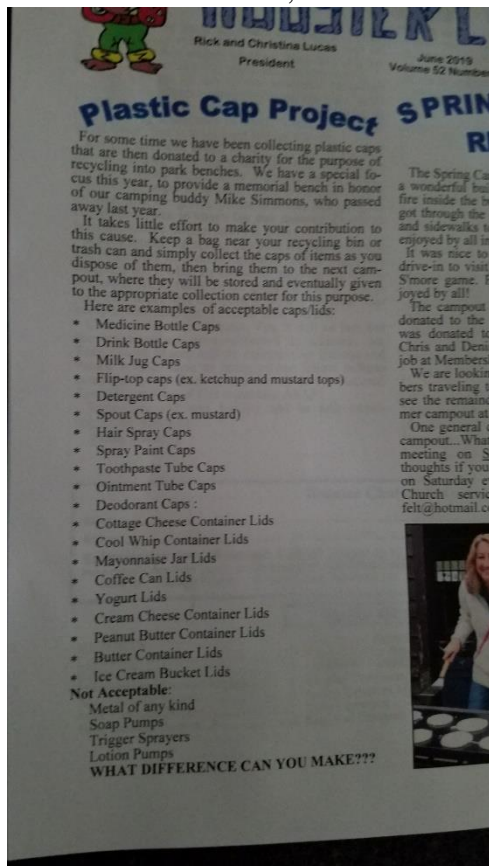 HOOSIER
Rick and Christina Lucas
President
June 2019
Volume 52 Number
Plastic Cap Project
For some time we have been collecting plastic caps
that are then donated to a charity for the purpose of
recycling into park benches. We have a special fo-
cus this year, to provide a memorial bench in honor
of our camping buddy Mike Simmons, who passed
away last year.
It takes little effort to make your contribution to
this cause. Keep a bag near your recycling bin or
trash can and simply collect the caps of items as you
dispose of them, then bring them to the next cam-
pout, where they will be stored and eventually given
to the appropriate collection center for this purpose.
Here are examples of acceptable caps/lids:
* Medicine Bottle Caps
* Drink Bottle Caps
* Milk Jug Caps
* Flip-top caps (ex. ketchup and mustard tops)
* Detergent Caps
* Spout Caps (ex. mustard)
* Hair Spray Caps
* Spray Paint Caps
* Toothpaste Tube Caps
* Ointment Tube Caps
* Deodorant Caps :
* Cottage Cheese Container Lids
* Cool Whip Container Lids
* Mayonnaise Jar Lids
* Coffee Can Lids
* Yogurt Lids
* Cream Cheese Container Lids
* Peanut Butter Container Lids
* Butter Container Lids
* Ice Cream Bucket Lids
Not Acceptable:
Metal of any kind
Soap Pumps
Trigger Sprayers
Lotion Pumps
WHAT DIFFERENCE CAN YOU MAKE???
SPRIN
R
The Spring Ca
a wonderful bu
fire inside the b
got through the
and sidewalks t
enjoyed by all i
It was nice to
drive-in to visit
S'more game.
joyed by all!
The campout
donated to the
was donated to
Chris and Deni
job at Members
We are lookin
bers traveling t
see the remain
mer campout at
One general
campout...Wha
meeting on S
thoughts if you
on Saturday e
Church servic
felt@hotmail.c